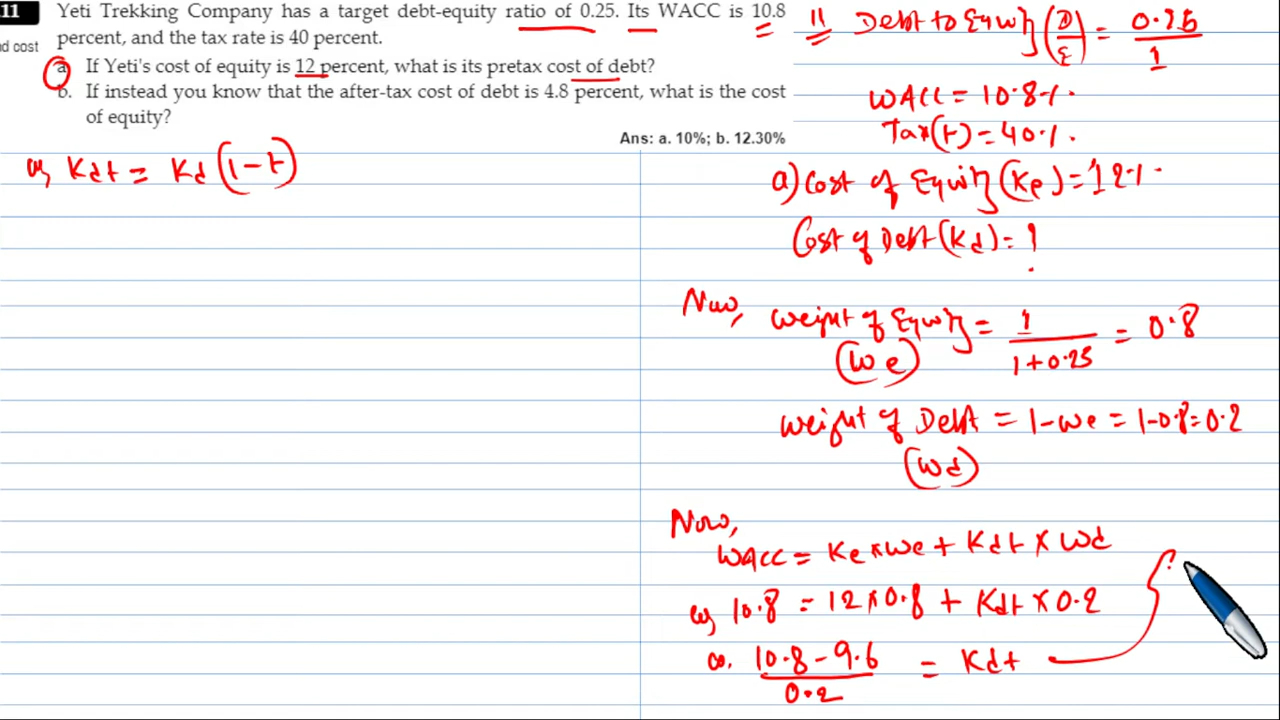 11 Yeti Trekking Company has a target debt-equity ratio of 0.25. Its WACC is 10.8
d cost percent, and the tax rate is 40 percent.
a. If Yeti's cost of equity is 12 percent, what is its pretax cost of debt?
b. If instead you know that the after-tax cost of debt is 4.8 percent, what is the cost
of equity?
Ans: a. 10%; b. 12.30%
or, Kdt = Kd (1-t)
11 Debt to Equity (D/E) = 0.25/1
WACC = 10.8%.
Tax(t) = 40%.
a) Cost of Equity (Ke) = 12%.
Cost of Debt (Kd) = ?
Now,
Weight of Equity = 1/(1+0.25) = 0.8
(We)
Weight of Debt = 1-We = 1-0.8 = 0.2
(Wd)
Now,
WACC = Ke×We + Kdt × Wd
or, 10.8 = 12×0.8 + Kdt × 0.2
or. (10.8 - 9.6)/0.2 = Kdt